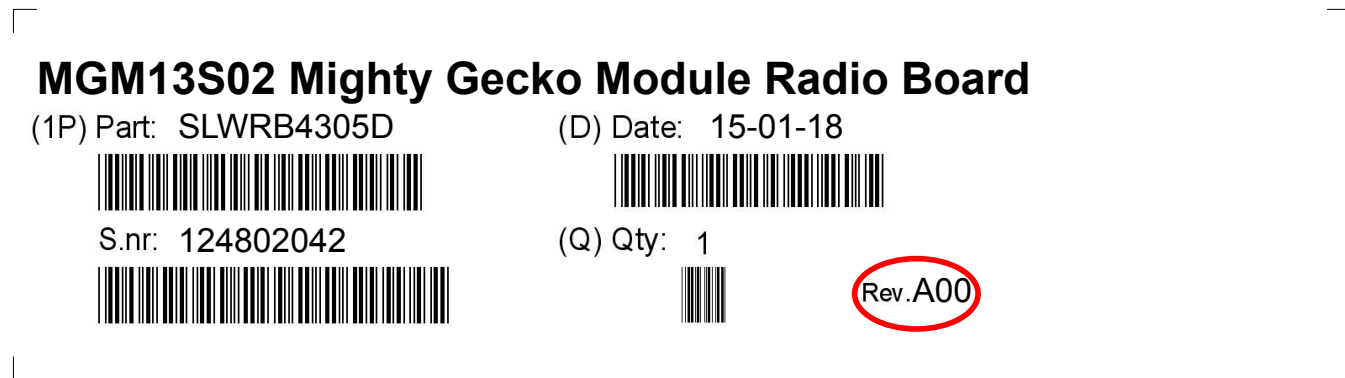 MGM13S02 Mighty Gecko Module Radio Board
(1P) Part: SLWRB4305D
(D) Date: 15-01-18
S.nr: 124802042
(Q) Qty: 1
Rev.A00